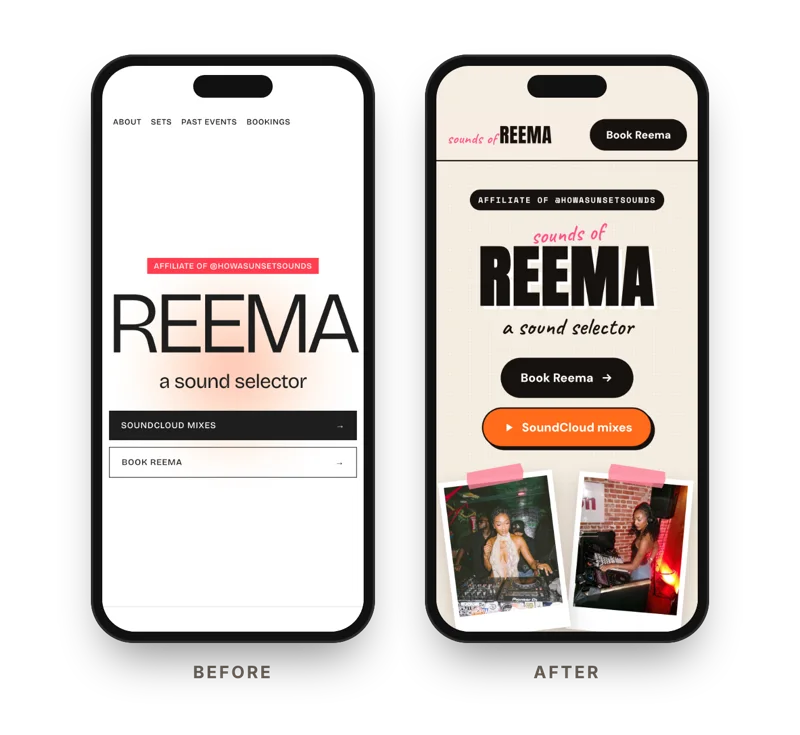 ABOUT SETS PAST EVENTS BOOKINGS
AFFILIATE OF @HOWASUNSETSOUNDS
REEMA
a sound selector
SOUNDCLOUD MIXES →
BOOK REEMA →
BEFORE
sounds of REEMA
Book Reema
AFFILIATE OF @HOWASUNSETSOUNDS
sounds of
REEMA
a sound selector
Book Reema →
SoundCloud mixes
AFTER